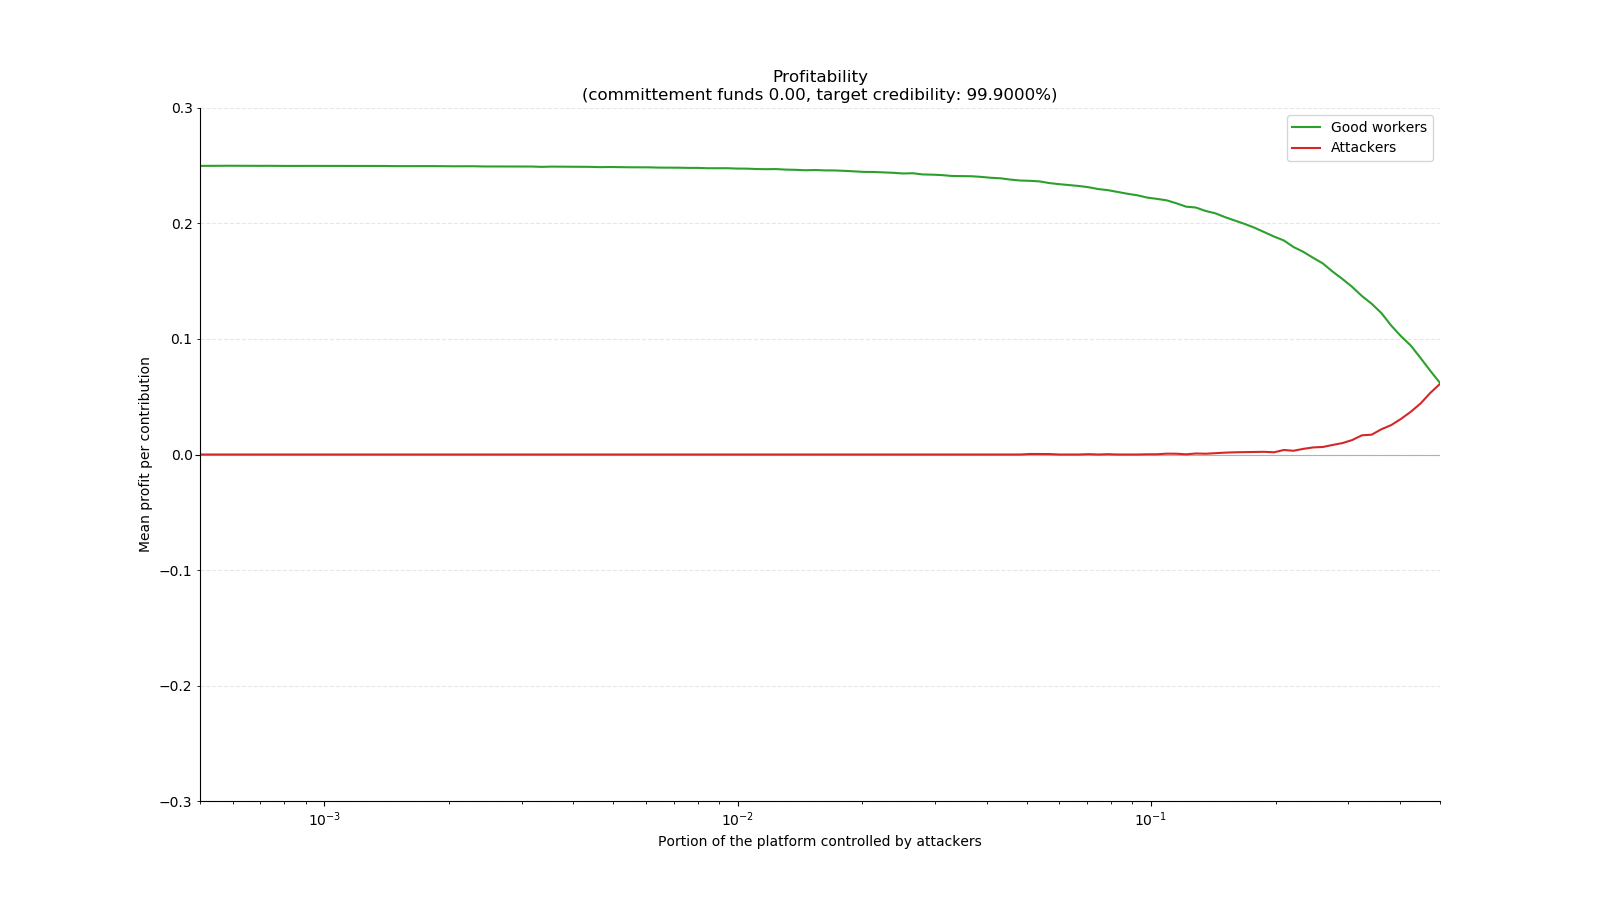 Profitability
(committement funds 0.00, target credibility: 99.9000%)
Good workers
Attackers
Mean profit per contribution
0.3
0.2
0.1
0.0
−0.1
−0.2
−0.3
10⁻³
10⁻²
10⁻¹
Portion of the platform controlled by attackers